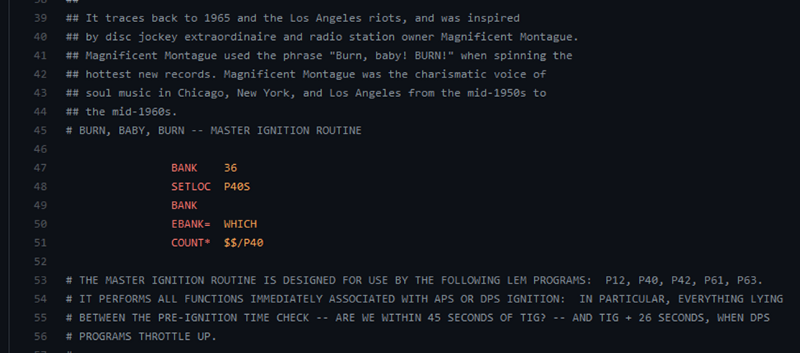 39 ## It traces back to 1965 and the Los Angeles riots, and was inspired
40 ## by disc jockey extraordinaire and radio station owner Magnificent Montague.
41 ## Magnificent Montague used the phrase "Burn, baby! BURN!" when spinning the
42 ## hottest new records. Magnificent Montague was the charismatic voice of
43 ## soul music in Chicago, New York, and Los Angeles from the mid-1950s to
44 ## the mid-1960s.
45 # BURN, BABY, BURN -- MASTER IGNITION ROUTINE
46
47 BANK 36
48 SETLOC P40S
49 BANK
50 EBANK= WHICH
51 COUNT* $$/P40
52
53 # THE MASTER IGNITION ROUTINE IS DESIGNED FOR USE BY THE FOLLOWING LEM PROGRAMS: P12, P40, P42, P61, P63.
54 # IT PERFORMS ALL FUNCTIONS IMMEDIATELY ASSOCIATED WITH APS OR DPS IGNITION: IN PARTICULAR, EVERYTHING LYING
55 # BETWEEN THE PRE-IGNITION TIME CHECK -- ARE WE WITHIN 45 SECONDS OF TIG? -- AND TIG + 26 SECONDS, WHEN DPS
56 # PROGRAMS THROTTLE UP.